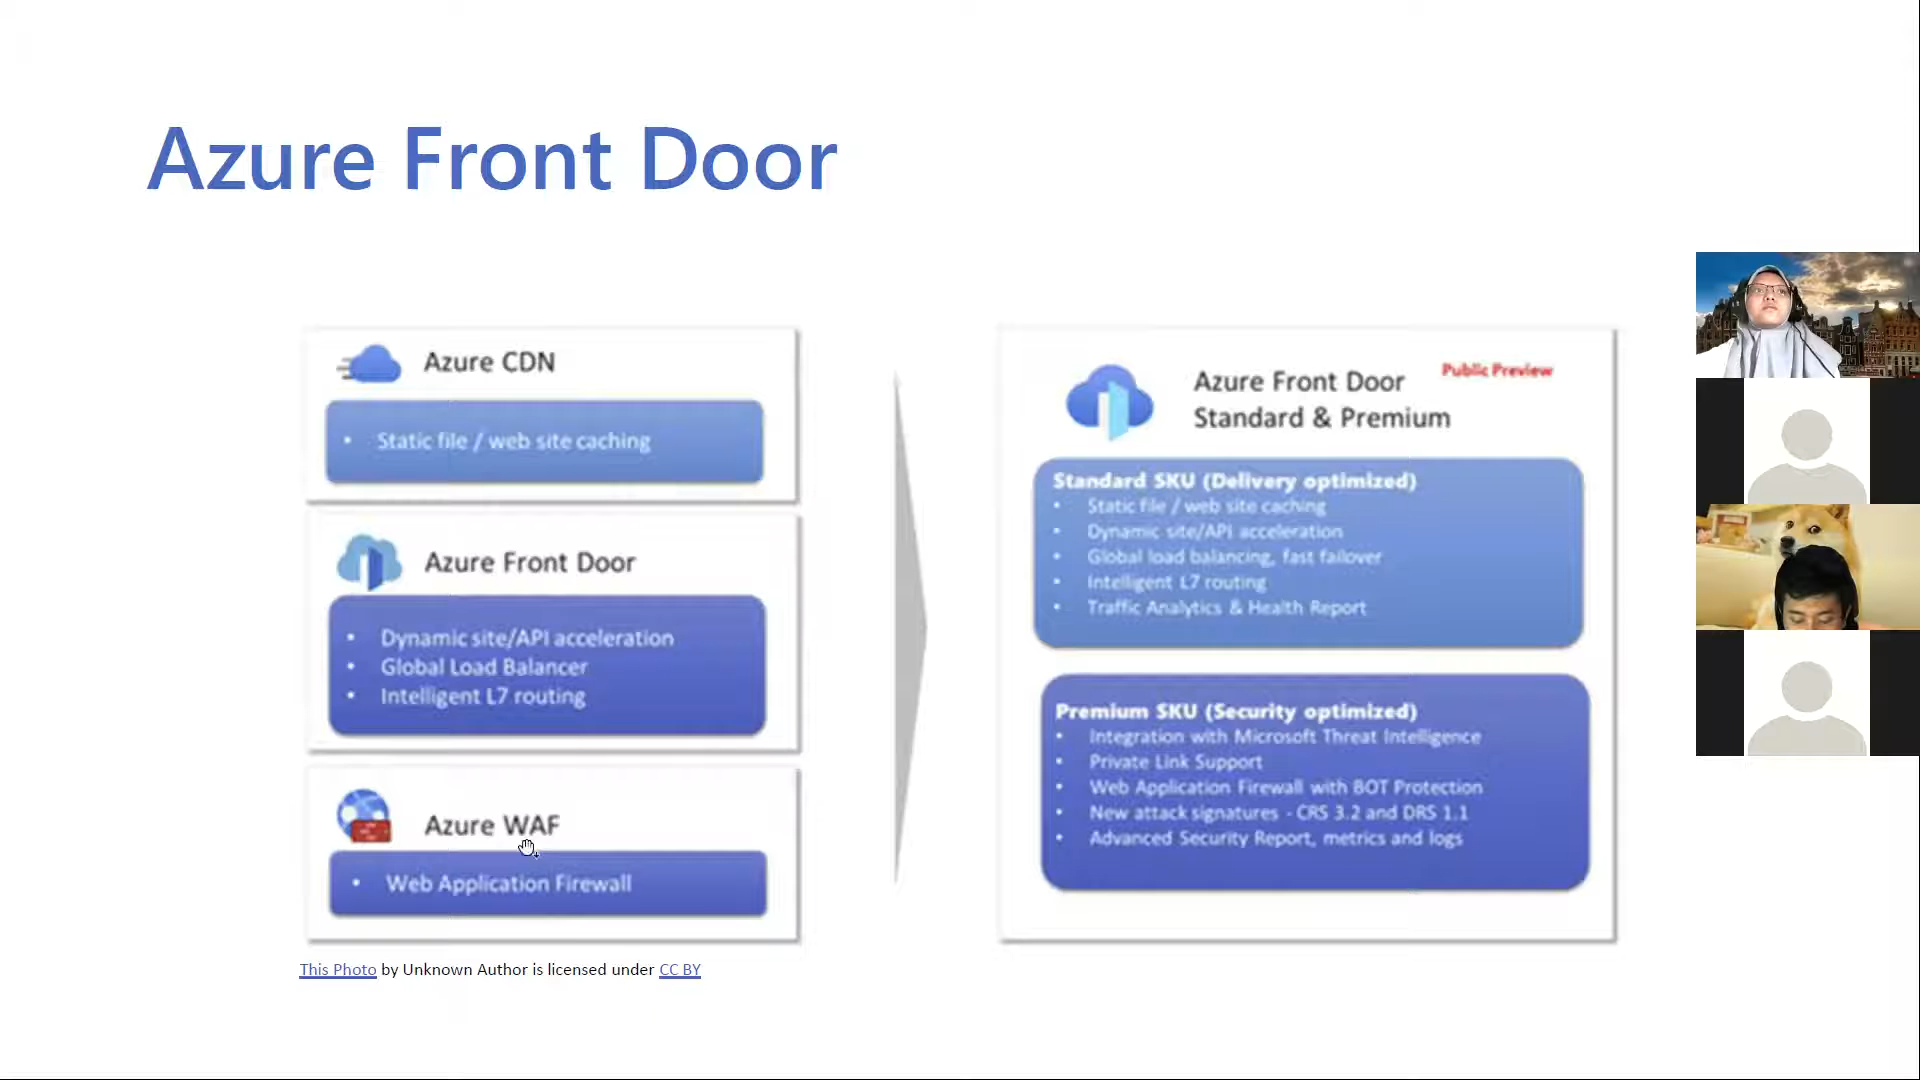 Azure Front Door
Azure CDN
• Static file / web site caching
Azure Front Door
• Dynamic site/API acceleration
• Global Load Balancer
• Intelligent L7 routing
Azure WAF
• Web Application Firewall
This Photo by Unknown Author is licensed under CC BY
Public Preview
Azure Front Door
Standard & Premium
Standard SKU (Delivery optimized)
• Static file / web site caching
• Dynamic site/API acceleration
• Global load balancing, fast failover
• Intelligent L7 routing
• Traffic Analytics & Health Report
Premium SKU (Security optimized)
• Integration with Microsoft Threat Intelligence
• Private Link Support
• Web Application Firewall with BOT Protection
• New attack signatures - CRS 3.2 and DRS 1.1
• Advanced Security Report, metrics and logs